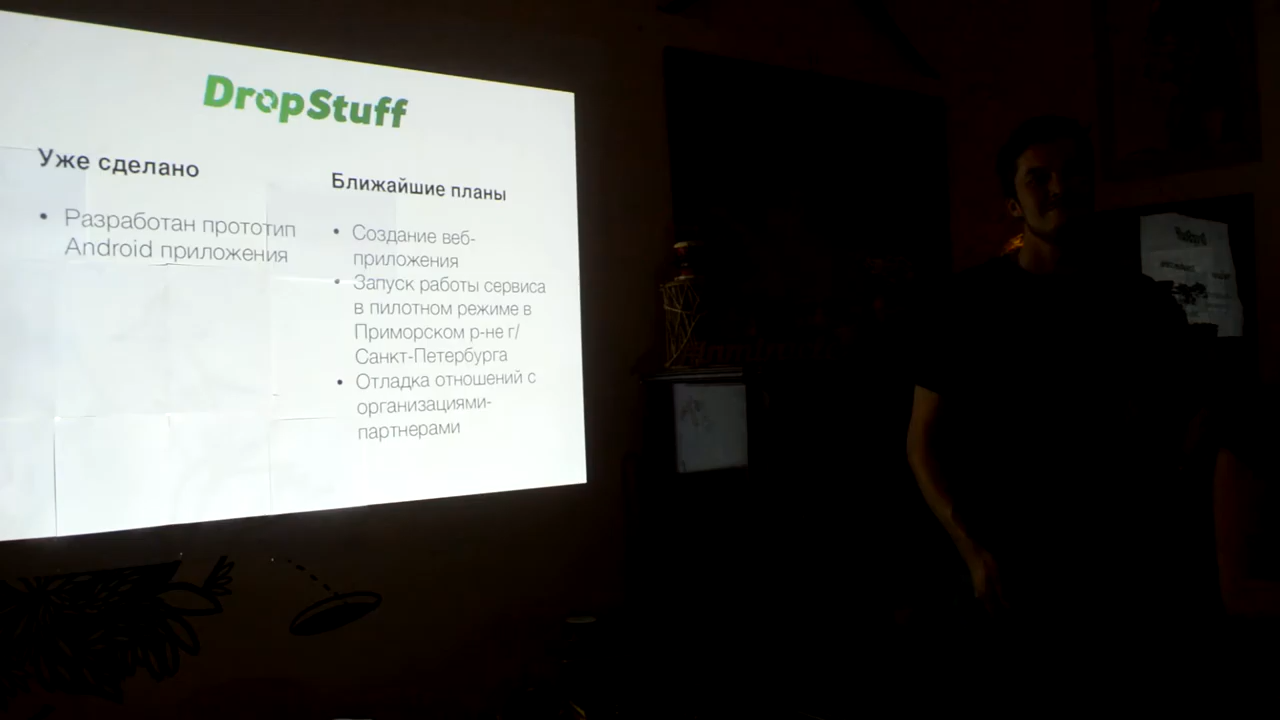 DropStuff
Уже сделано
• Разработан прототип
Android приложения
Ближайшие планы
• Создание веб-
приложения
• Запуск работы сервиса
в пилотном режиме в
Приморском р-не г/
Санкт-Петербурга
• Отладка отношений с
организациями-
партнерами